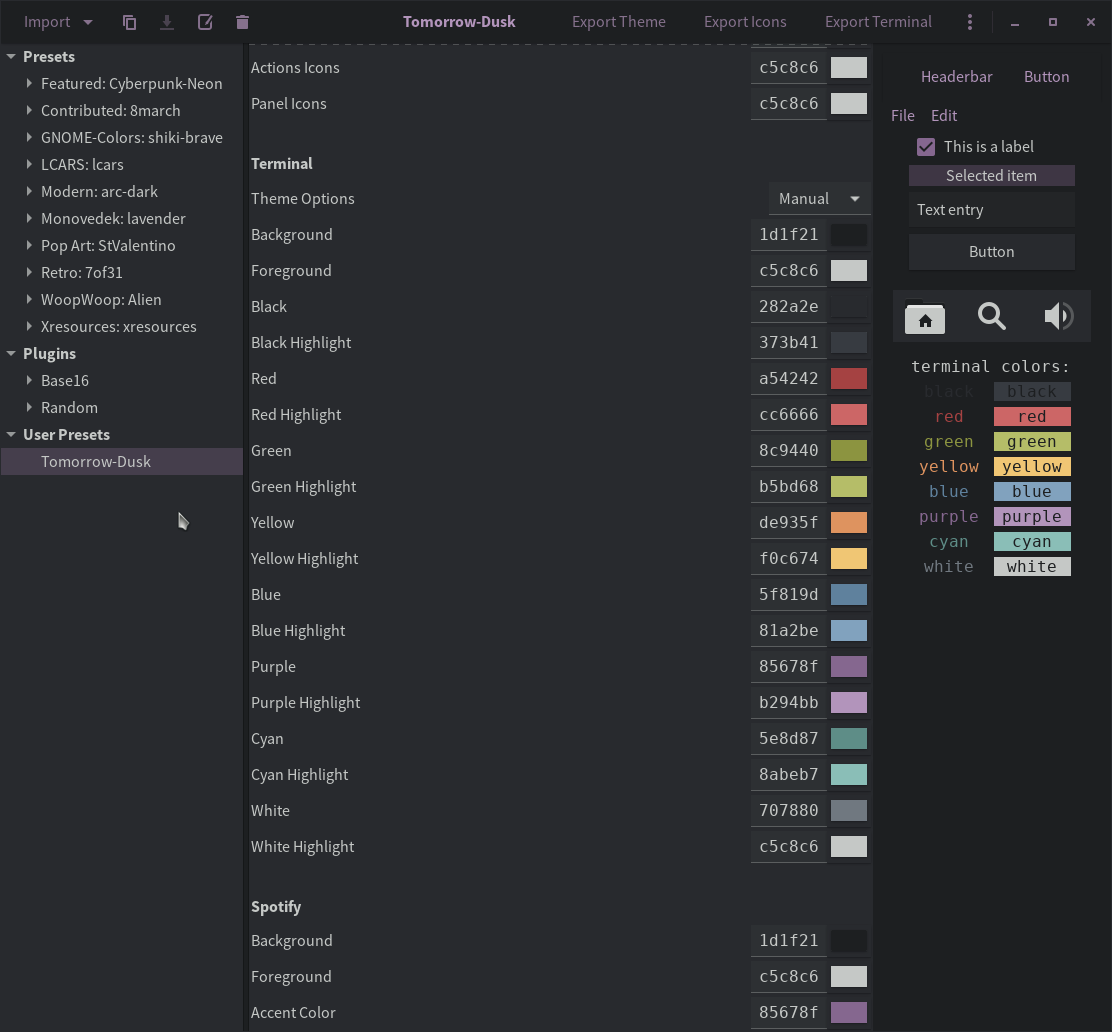 Import Tomorrow-Dusk Export Theme Export Icons Export Terminal
Presets
Featured: Cyberpunk-Neon
Contributed: 8march
GNOME-Colors: shiki-brave
LCARS: lcars
Modern: arc-dark
Monovedek: lavender
Pop Art: StValentino
Retro: 7of31
WoopWoop: Alien
Xresources: xresources
Plugins
Base16
Random
User Presets
Tomorrow-Dusk
Actions Icons c5c8c6
Panel Icons c5c8c6
Terminal
Theme Options Manual
Background 1d1f21
Foreground c5c8c6
Black 282a2e
Black Highlight 373b41
Red a54242
Red Highlight cc6666
Green 8c9440
Green Highlight b5bd68
Yellow de935f
Yellow Highlight f0c674
Blue 5f819d
Blue Highlight 81a2be
Purple 85678f
Purple Highlight b294bb
Cyan 5e8d87
Cyan Highlight 8abeb7
White 707880
White Highlight c5c8c6
Spotify
Background 1d1f21
Foreground c5c8c6
Accent Color 85678f
Headerbar Button
File Edit
This is a label
Selected item
Text entry
Button
terminal colors:
black black
red red
green green
yellow yellow
blue blue
purple purple
cyan cyan
white white